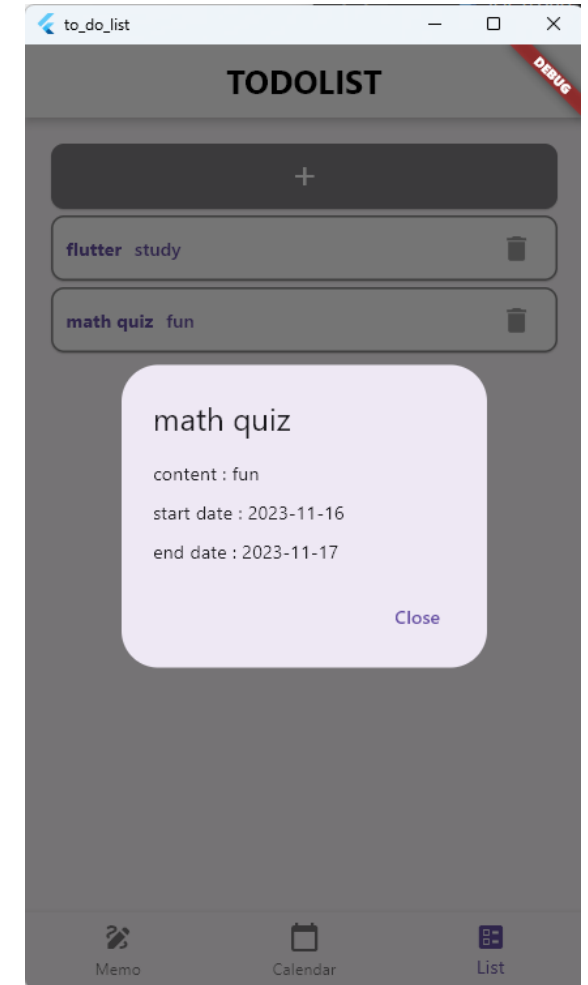 to_do_list
TODOLIST
DEBUG
+
flutter study
math quiz fun
math quiz
content : fun
start date : 2023-11-16
end date : 2023-11-17
Close
Memo
Calendar
List